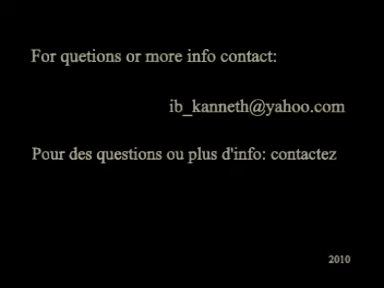 For quetions or more info contact:
ib_kanneth@yahoo.com
Pour des questions ou plus d'info: contactez
2010